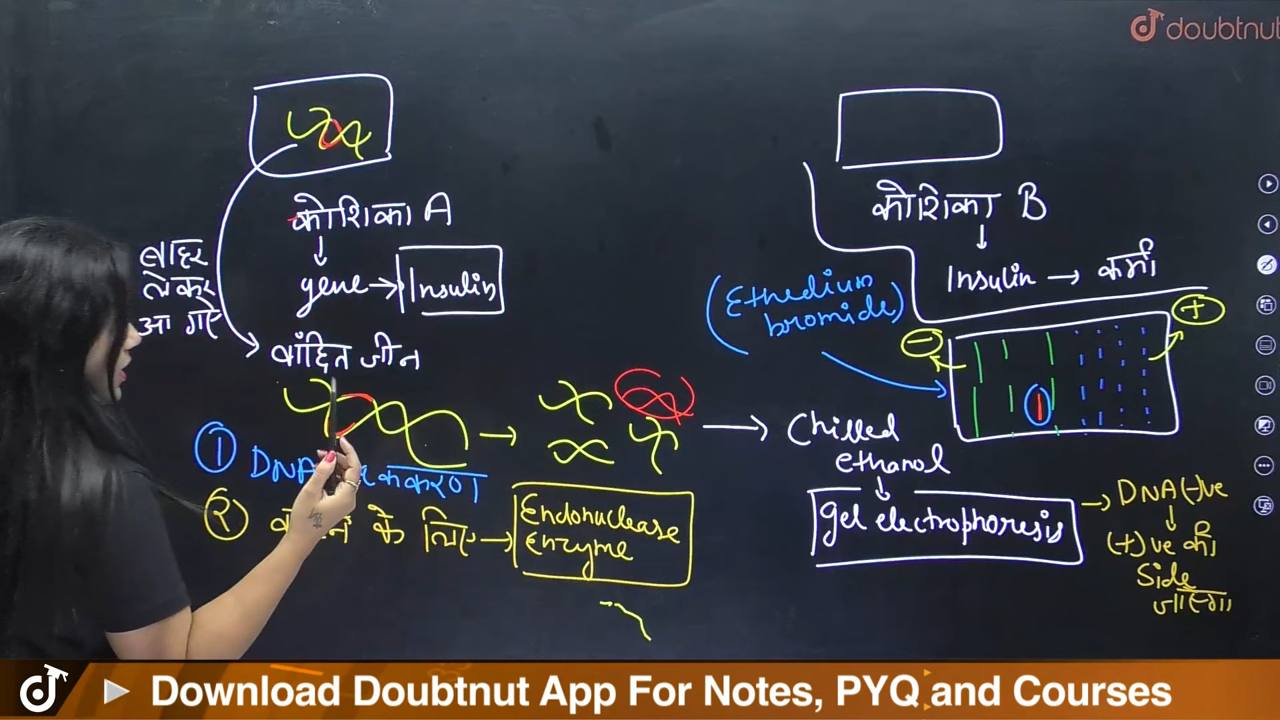 doubtnut
कोशिका A
gene → Insulin
बाहर
लेकर
आ गए
वांछित जीन
① DNA
२ के लिए → Endonuclease
Enzyme
कोशिका B
Insulin → कमी
(Ethedium
bromide)
−
+
Chilled
ethanol
gel electrophoresis
→ DNA (-)ve
(+)ve की
Side
जाएगा
Download Doubtnut App For Notes, PYQ and Courses